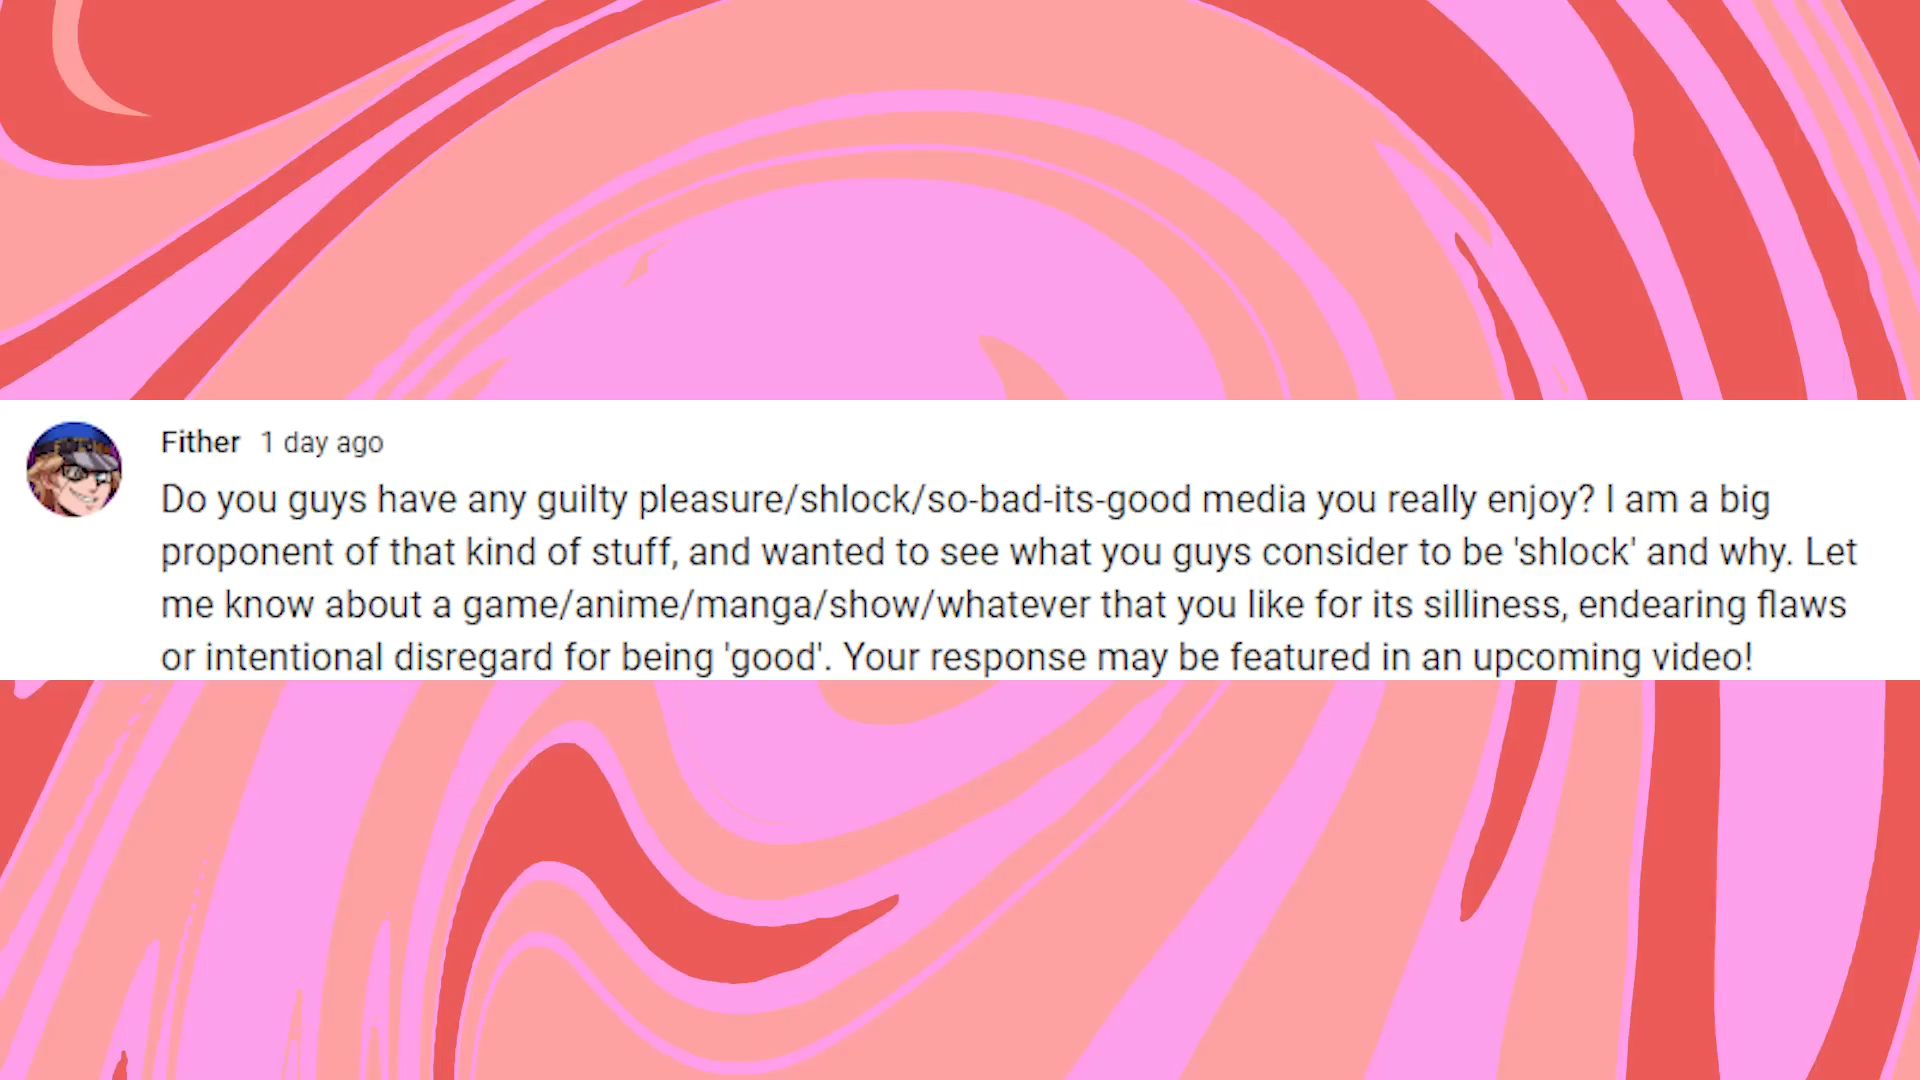 Fither 1 day ago
Do you guys have any guilty pleasure/shlock/so-bad-its-good media you really enjoy? I am a big
proponent of that kind of stuff, and wanted to see what you guys consider to be 'shlock' and why. Let
me know about a game/anime/manga/show/whatever that you like for its silliness, endearing flaws
or intentional disregard for being 'good'. Your response may be featured in an upcoming video!